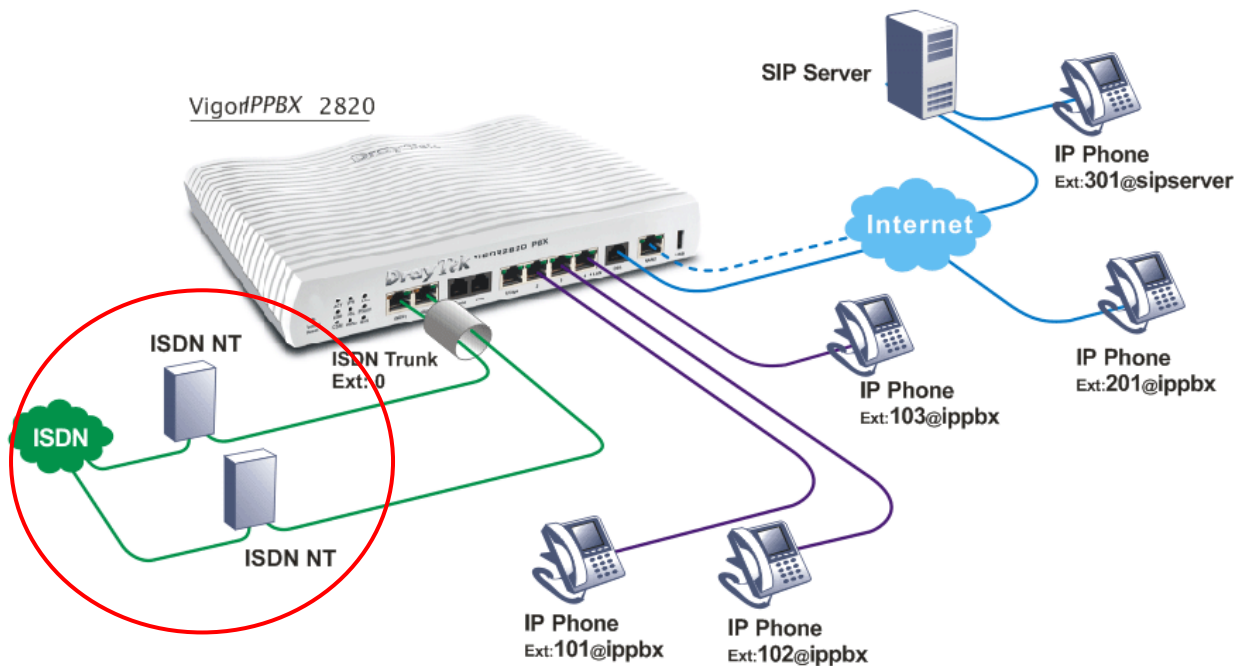 SIP Server
VigorIPPBX 2820
IP Phone
Ext:301@sipserver
Internet
DrayTek
ISDN NT
ISDN Trunk
Ext: 0
IP Phone
Ext:103@ippbx
IP Phone
Ext:201@ippbx
ISDN
ISDN NT
IP Phone
Ext:101@ippbx
IP Phone
Ext:102@ippbx